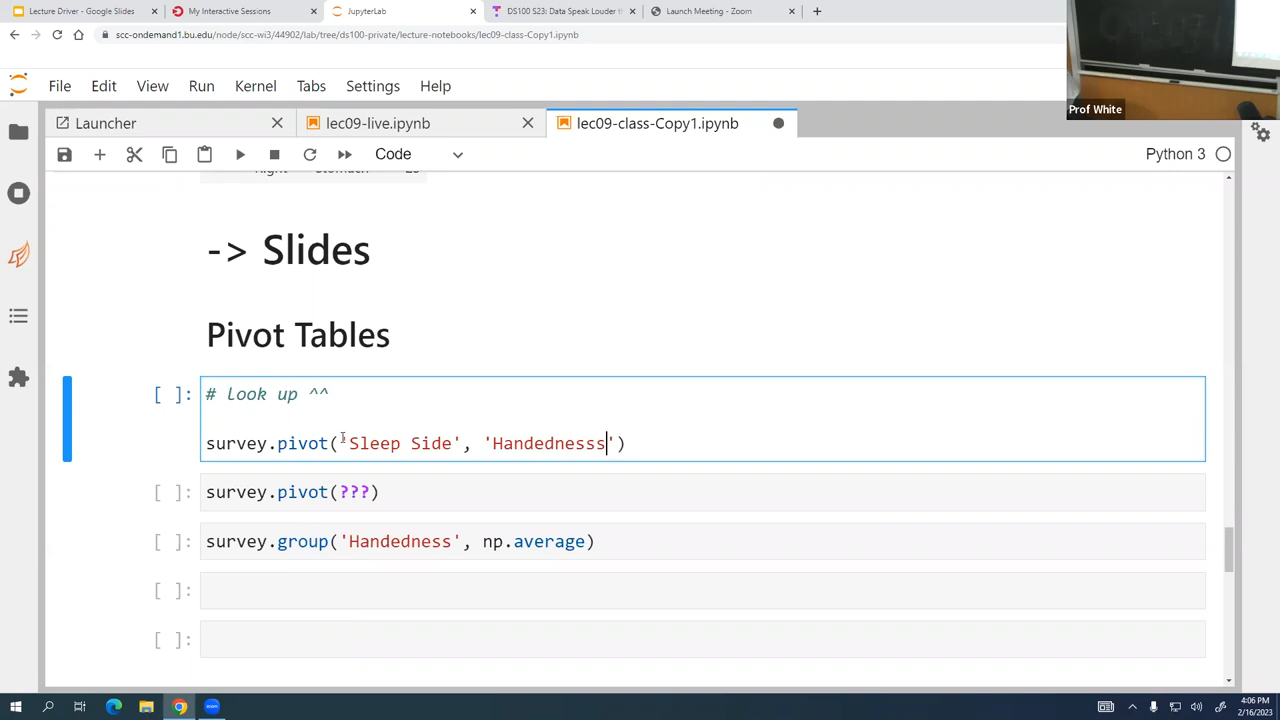 Lecture Driver - Google Slides
My Interactive Sessions
JupyterLab
DS100 S23: Data Speak Louder
Launch Meeting - Zoom
scc-ondemand1.bu.edu/node/scc-wi3/44902/lab/tree/ds100-private/lecture-notebooks/lec09-class-Copy1.ipynb
Prof White
File Edit View Run Kernel Tabs Settings Help
Launcher
lec09-live.ipynb
lec09-class-Copy1.ipynb
Code
Python 3
-> Slides
Pivot Tables
[ ]: # look up ^^
survey.pivot('Sleep Side', 'Handednesss')
[ ]: survey.pivot(???)
[ ]: survey.group('Handedness', np.average)
[ ]:
[ ]:
4:06 PM
2/16/2023